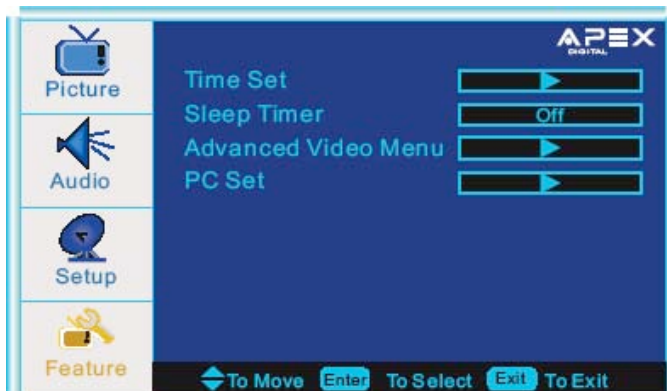 APEX
DIGITAL
Picture
Audio
Setup
Feature
Time Set
Sleep Timer Off
Advanced Video Menu
PC Set
To Move Enter To Select Exit To Exit